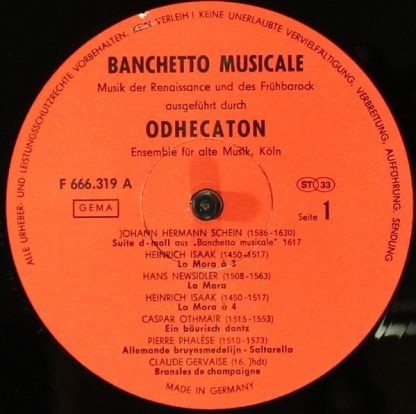 ALLE URHEBER- UND LEISTUNGSSCHUTZRECHTE VORBEHALTEN. KEIN VERLEIH! KEINE UNERLAUBTE VERVIELFÄLTIGUNG, VERBREITUNG, AUFFÜHRUNG, SENDUNG
BANCHETTO MUSICALE
Musik der Renaissance und des Frühbarock
ausgeführt durch
ODHECATON
Ensemble für alte Musik, Köln
F 666.319 A
ST 33
GEMA
Seite 1
JOHANN HERMANN SCHEIN (1586-1630)
Suite d-moll aus „Banchetto musicale" 1617
HEINRICH ISAAK (1450-1517)
La Mora à 3
HANS NEWSIDLER (1508-1563)
La Mora
HEINRICH ISAAK (1450-1517)
La Mora à 4
CASPAR OTHMAIR (1515-1553)
Ein bäurisch dantz
PIERRE PHALÈSE (1510-1573)
Allemande bruynsmedelijn - Saltarello
CLAUDE GERVAISE (16. Jhdt)
Bransles de champaigne
MADE IN GERMANY